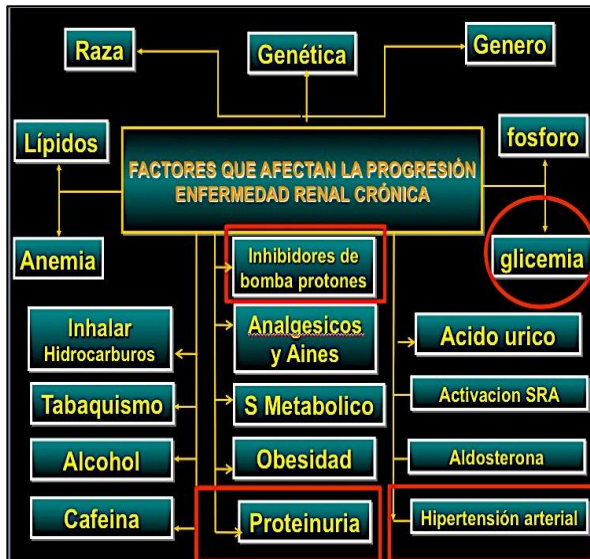 Raza
Genética
Genero
Lípidos
fosforo
FACTORES QUE AFECTAN LA PROGRESIÓN
ENFERMEDAD RENAL CRÓNICA
Anemia
glicemia
Inhibidores de
bomba protones
Inhalar
Hidrocarburos
Analgesicos
y Aines
Acido urico
Tabaquismo
S Metabolico
Activacion SRA
Alcohol
Obesidad
Aldosterona
Cafeina
Proteinuria
Hipertensión arterial